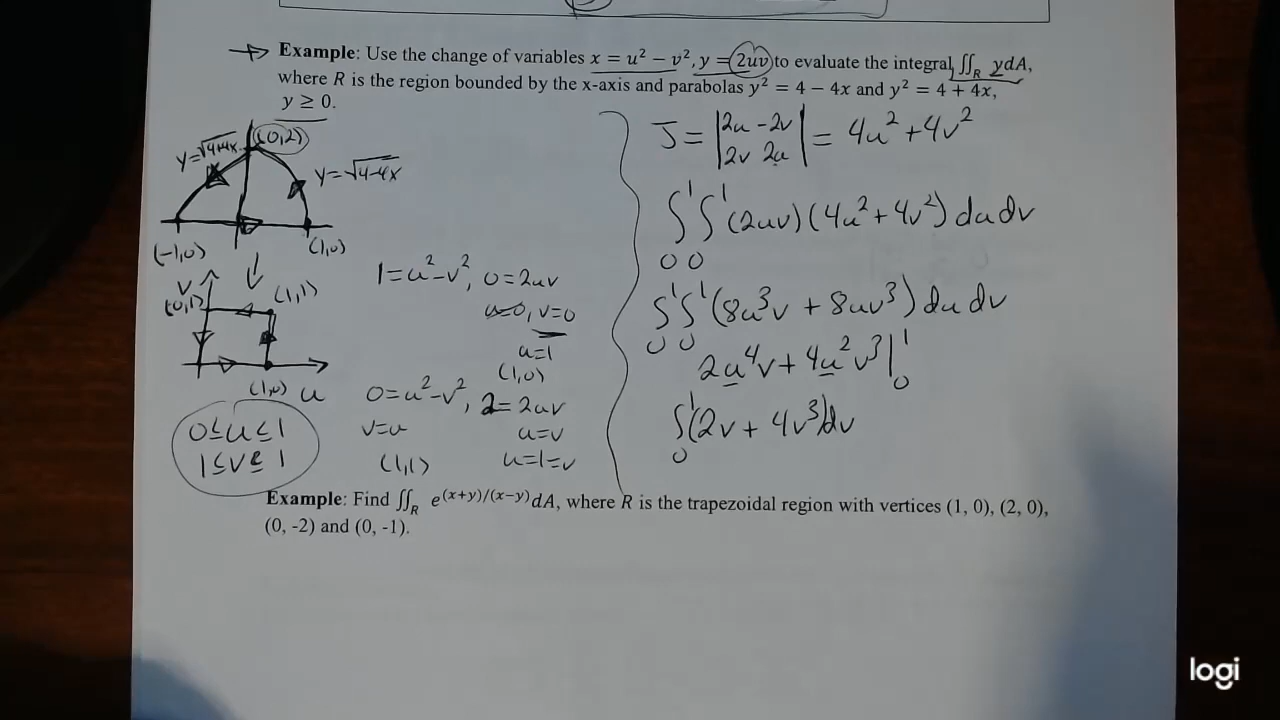 Example: Use the change of variables x = u² − v², y = 2uv to evaluate the integral ∬_R ydA,
where R is the region bounded by the x-axis and parabolas y² = 4 − 4x and y² = 4 + 4x,
y ≥ 0.
y=√4+4x
(0,2)
y=√4-4x
(-1,0)
(1,0)
v
(0,1)
(1,1)
(1,0) u
0≤u≤1
1≤v≤1
1=u²-v², 0=2uv
u=0, v=0
u=1
(1,0)
0=u²-v², 2=2uv
v=u
u=v
(1,1)
u=1=v
J = |2u -2v| = 4u²+4v²
|2v 2u|
∫₀¹∫₀¹(2uv)(4u²+4v²)dudv
∫₀¹∫₀¹(8u³v + 8uv³)dudv
2u⁴v+4u²v³|₀¹
∫₀¹(2v+4v³)dv
Example: Find ∬_R e^(x+y)/(x−y)dA, where R is the trapezoidal region with vertices (1, 0), (2, 0),
(0, -2) and (0, -1).
logi